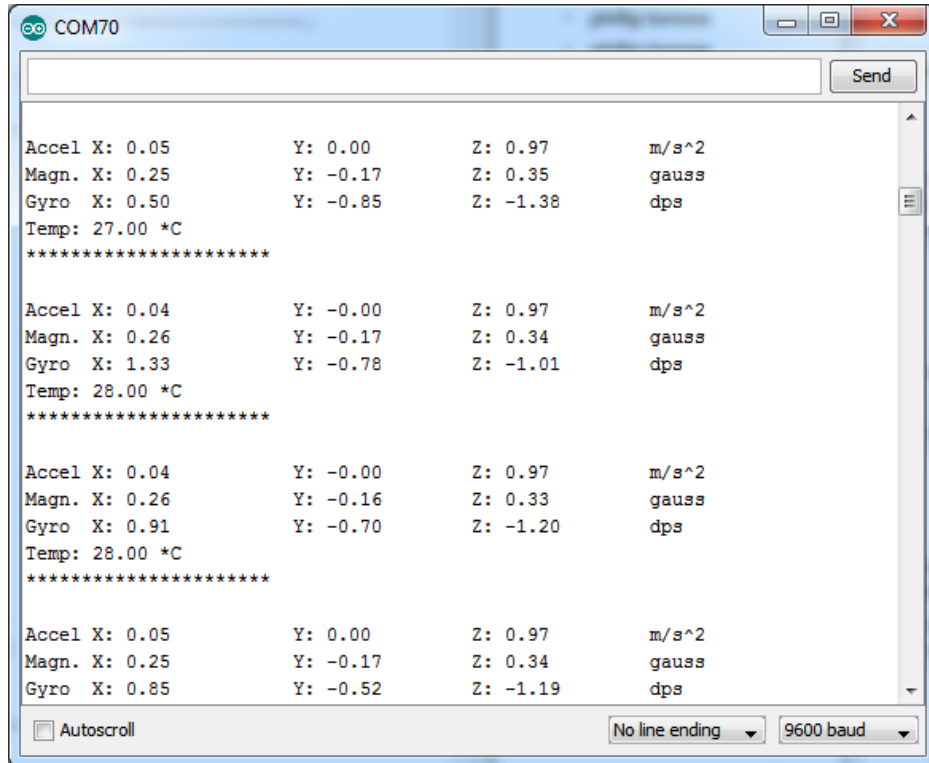 COM70
Send
Accel X: 0.05 Y: 0.00 Z: 0.97 m/s^2
Magn. X: 0.25 Y: -0.17 Z: 0.35 gauss
Gyro X: 0.50 Y: -0.85 Z: -1.38 dps
Temp: 27.00 *C
**********************
Accel X: 0.04 Y: -0.00 Z: 0.97 m/s^2
Magn. X: 0.26 Y: -0.17 Z: 0.34 gauss
Gyro X: 1.33 Y: -0.78 Z: -1.01 dps
Temp: 28.00 *C
**********************
Accel X: 0.04 Y: -0.00 Z: 0.97 m/s^2
Magn. X: 0.26 Y: -0.16 Z: 0.33 gauss
Gyro X: 0.91 Y: -0.70 Z: -1.20 dps
Temp: 28.00 *C
**********************
Accel X: 0.05 Y: 0.00 Z: 0.97 m/s^2
Magn. X: 0.25 Y: -0.17 Z: 0.34 gauss
Gyro X: 0.85 Y: -0.52 Z: -1.19 dps
Autoscroll No line ending 9600 baud